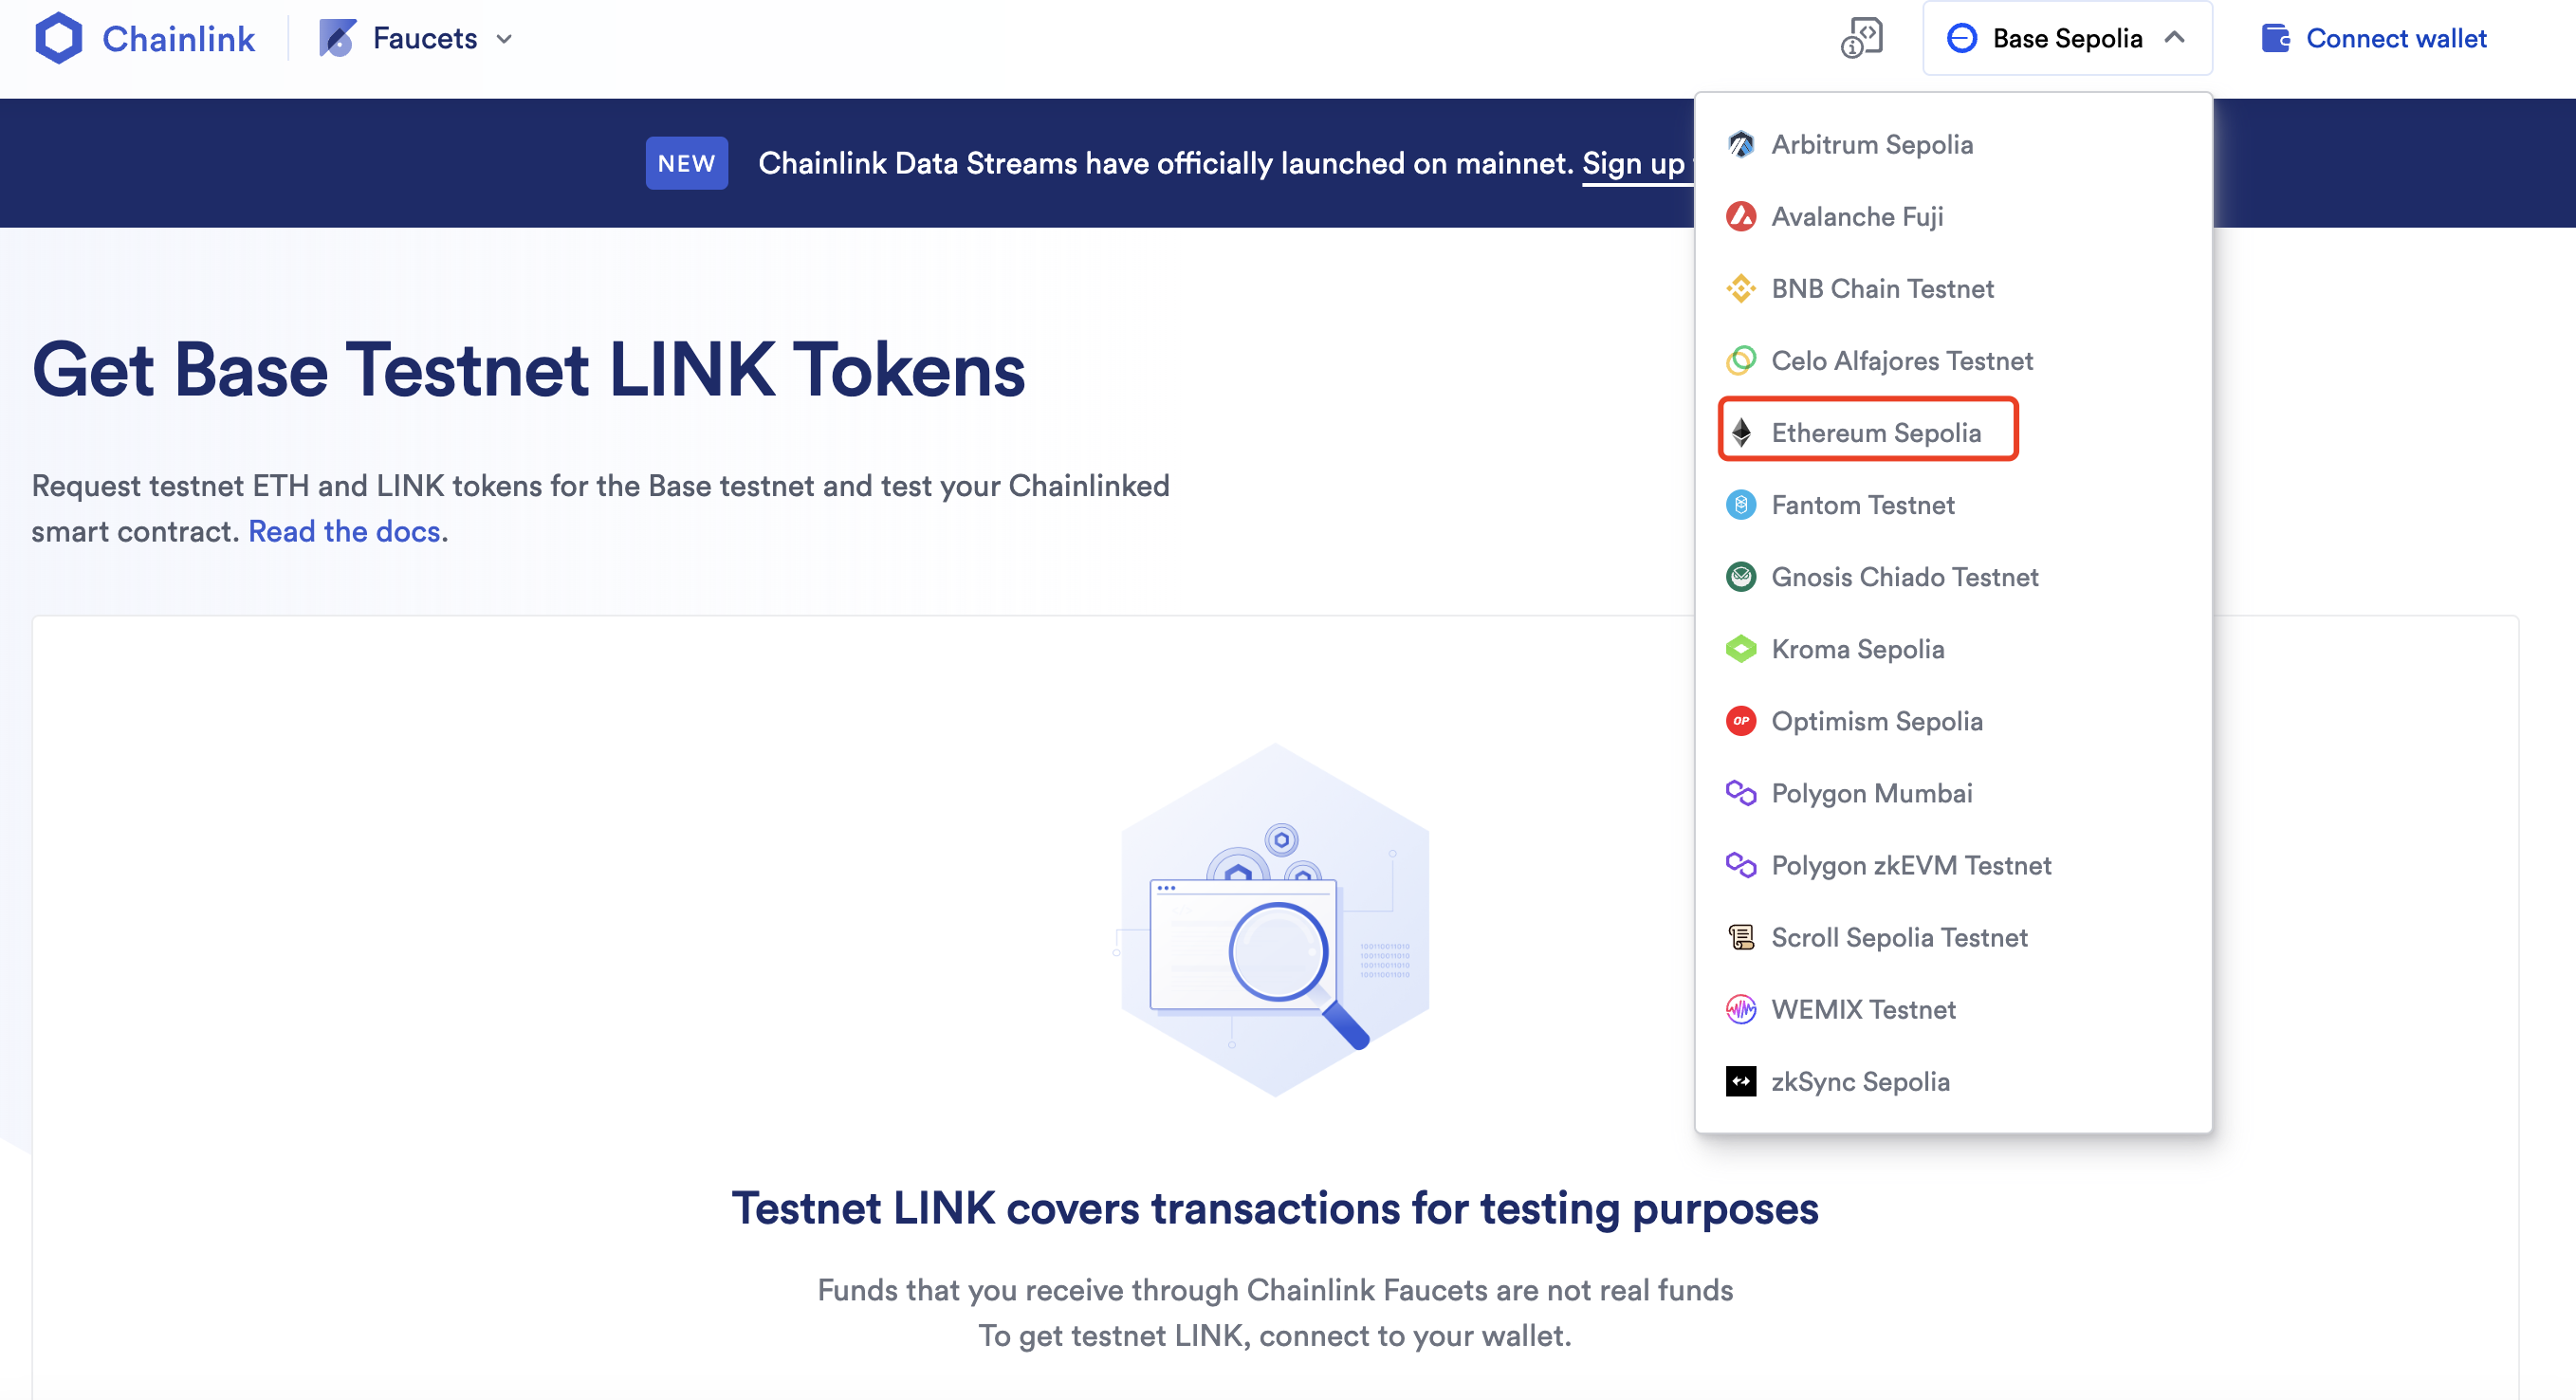 Chainlink
Faucets
Base Sepolia
Connect wallet
NEW
Chainlink Data Streams have officially launched on mainnet. Sign up
Arbitrum Sepolia
Avalanche Fuji
BNB Chain Testnet
Celo Alfajores Testnet
Ethereum Sepolia
Fantom Testnet
Gnosis Chiado Testnet
Kroma Sepolia
OP
Optimism Sepolia
Polygon Mumbai
Polygon zkEVM Testnet
Scroll Sepolia Testnet
WEMIX Testnet
zkSync Sepolia
Get Base Testnet LINK Tokens
Request testnet ETH and LINK tokens for the Base testnet and test your Chainlinked
smart contract. Read the docs.
100110011010
100110011010
100110011010
100110011010
Testnet LINK covers transactions for testing purposes
Funds that you receive through Chainlink Faucets are not real funds
To get testnet LINK, connect to your wallet.